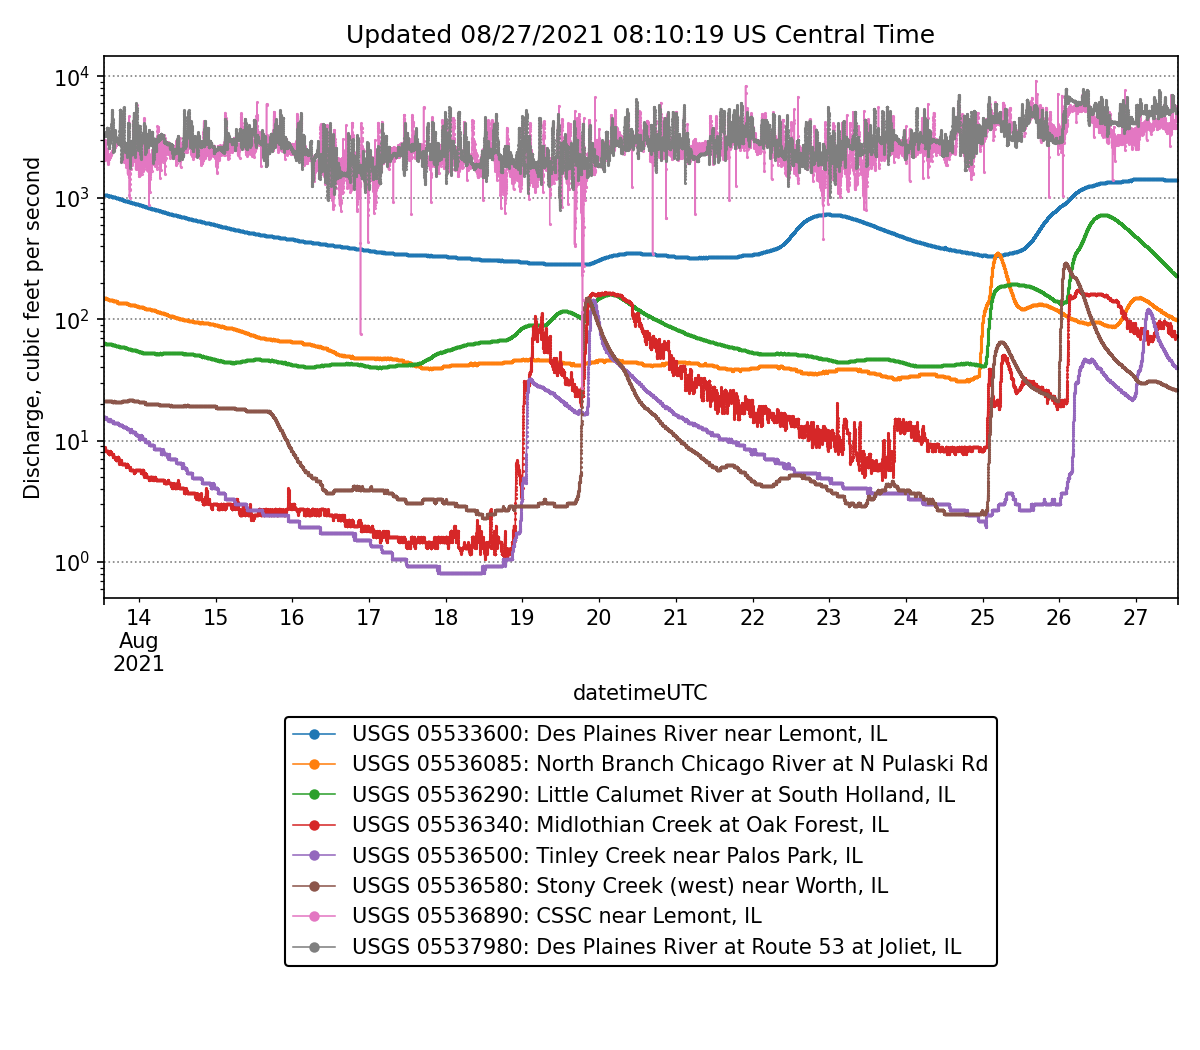 Updated 08/27/2021 08:10:19 US Central Time
Discharge, cubic feet per second
10^4
10^3
10^2
10^1
10^0
14 15 16 17 18 19 20 21 22 23 24 25 26 27
Aug
2021
datetimeUTC
USGS 05533600: Des Plaines River near Lemont, IL
USGS 05536085: North Branch Chicago River at N Pulaski Rd
USGS 05536290: Little Calumet River at South Holland, IL
USGS 05536340: Midlothian Creek at Oak Forest, IL
USGS 05536500: Tinley Creek near Palos Park, IL
USGS 05536580: Stony Creek (west) near Worth, IL
USGS 05536890: CSSC near Lemont, IL
USGS 05537980: Des Plaines River at Route 53 at Joliet, IL